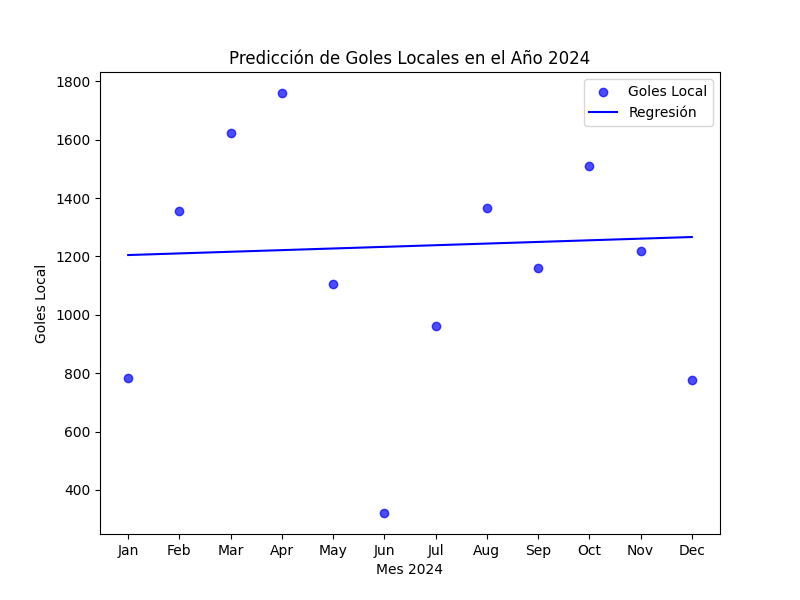 Predicción de Goles Locales en el Año 2024
Goles Local
Regresión
1800
1600
1400
1200
1000
800
600
400
Goles Local
Jan Feb Mar Apr May Jun Jul Aug Sep Oct Nov Dec
Mes 2024